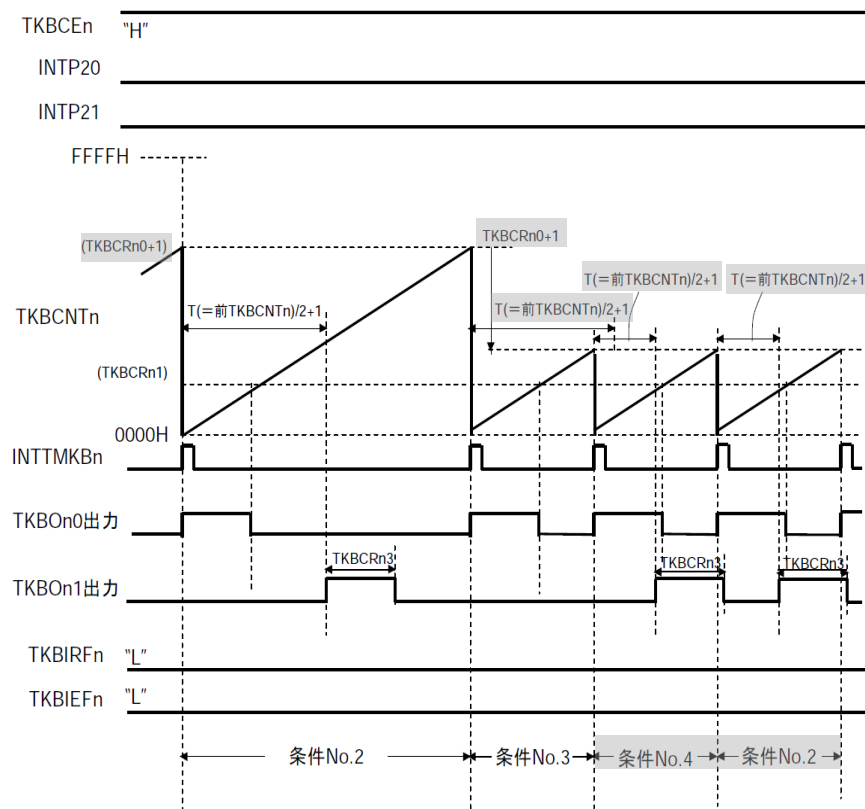 TKBCEn "H"
INTP20
INTP21
FFFFH
(TKBCRn0+1)
TKBCRn0+1
T(=前TKBCNTn)/2+1
T(=前TKBCNTn)/2+1
T(=前TKBCNTn)/2+1
T(=前TKBCNTn)/2+1
TKBCNTn
(TKBCRn1)
0000H
INTTMKBn
TKBOn0出力
TKBCRn3
TKBCRn3
TKBCRn3
TKBOn1出力
TKBIRFn "L"
TKBIEFn "L"
条件No.2
条件No.3
条件No.4
条件No.2